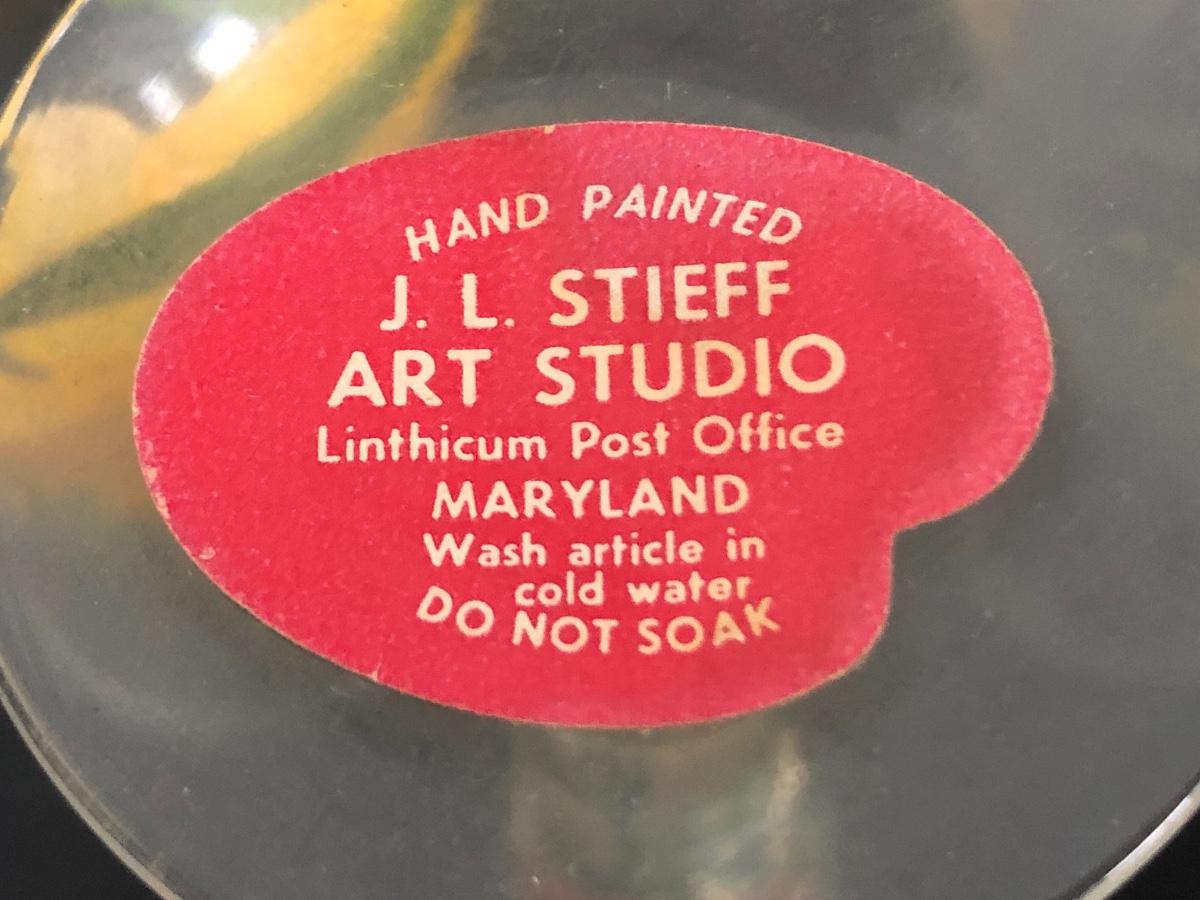 HAND PAINTED
J. L. STIEFF
ART STUDIO
Linthicum Post Office
MARYLAND
Wash article in
cold water
DO NOT SOAK